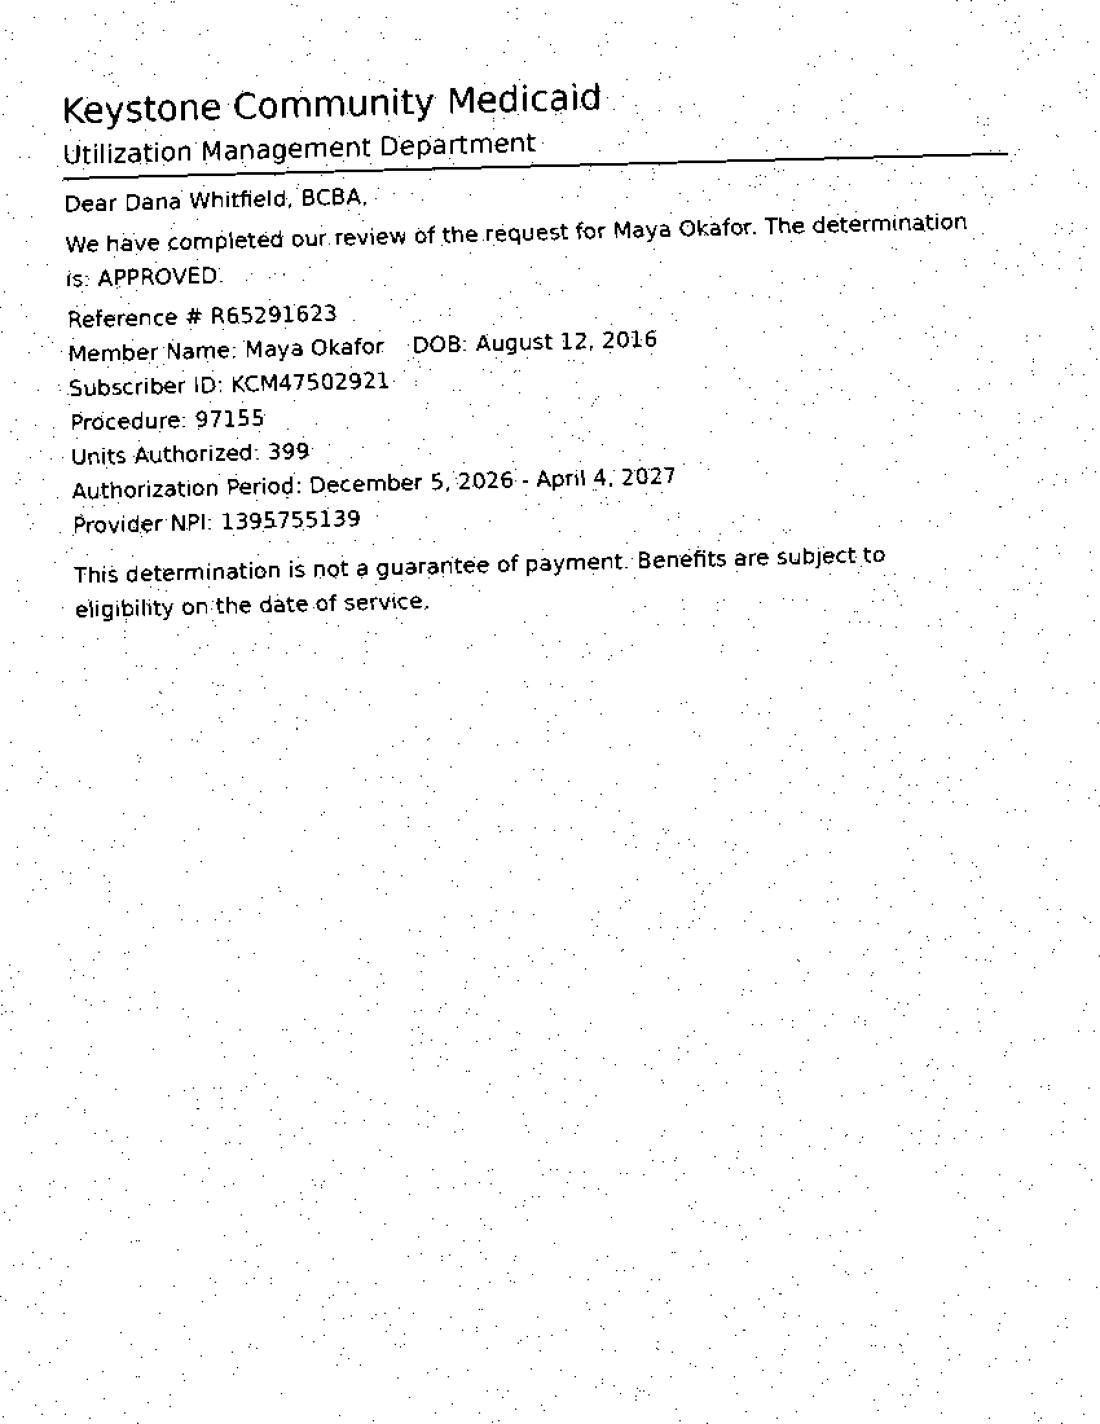 Keystone Community Medicaid
Utilization Management Department
Dear Dana Whitfield, BCBA,
We have completed our review of the request for Maya Okafor. The determination
is: APPROVED.
Reference # R65291623
Member Name: Maya Okafor DOB: August 12, 2016
Subscriber ID: KCM47502921
Procedure: 97155
Units Authorized: 399
Authorization Period: December 5, 2026 - April 4, 2027
Provider NPI: 1395755139
This determination is not a guarantee of payment. Benefits are subject to
eligibility on the date of service.